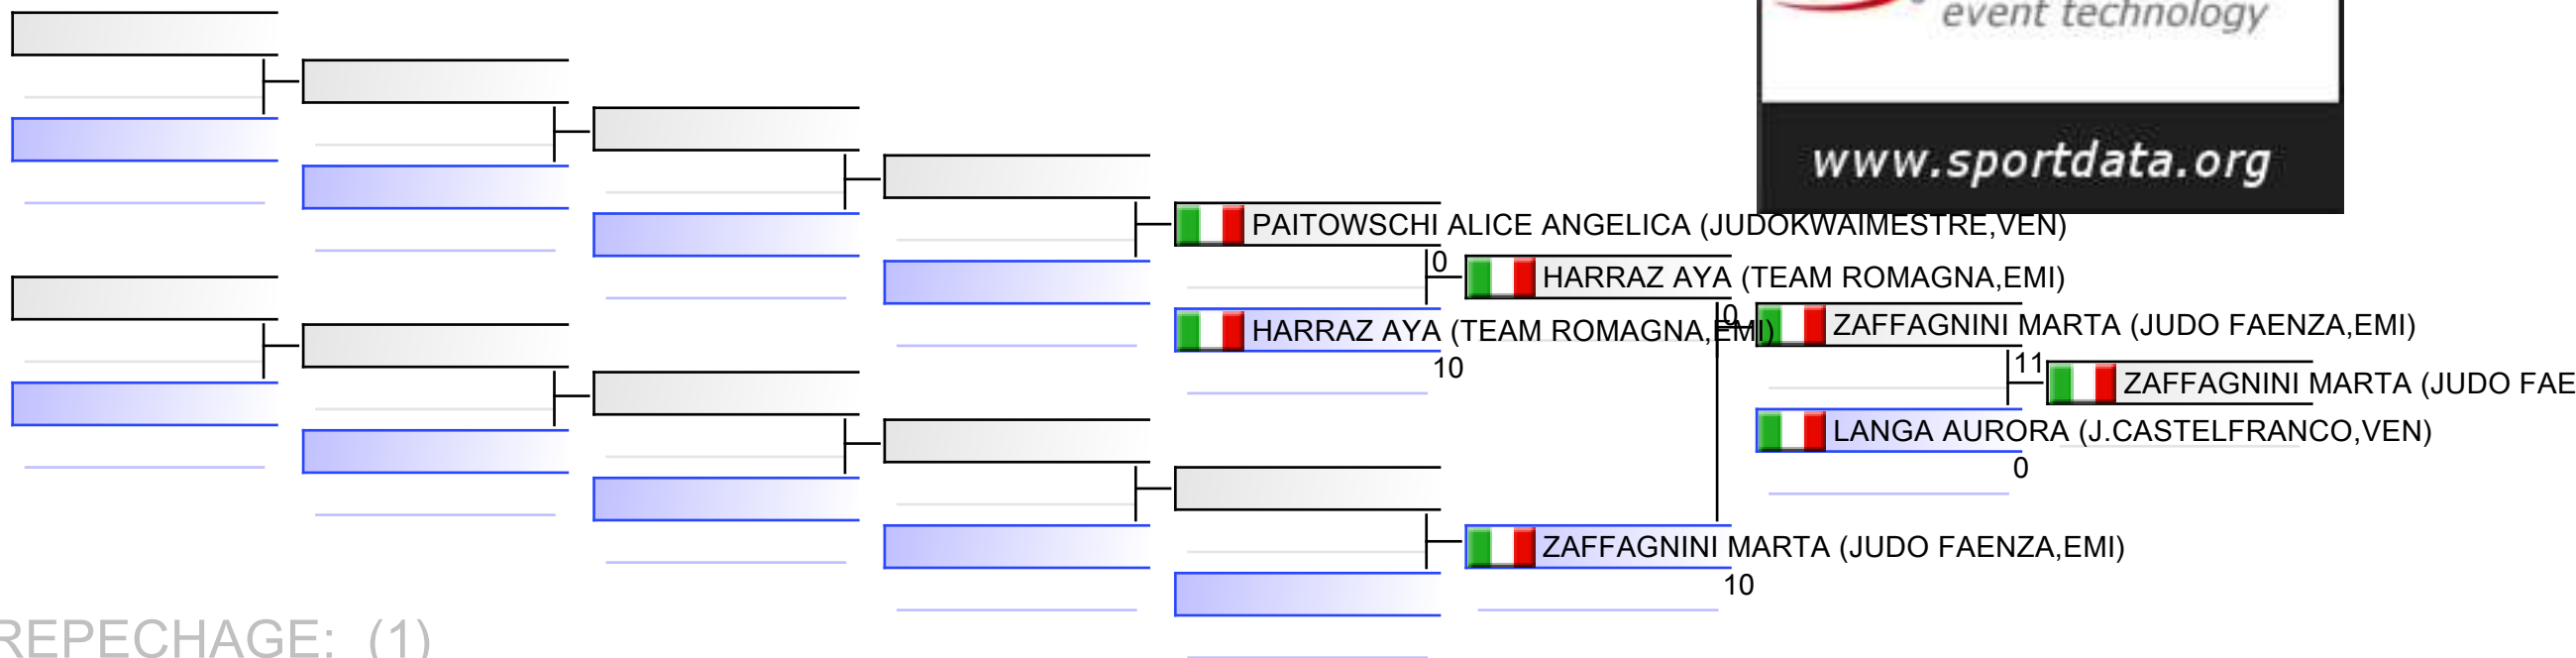 event technology
www.sportdata.org
PAITOWSCHI ALICE ANGELICA (JUDOKWAIMESTRE,VEN)
0
HARRAZ AYA (TEAM ROMAGNA,EMI)
0
HARRAZ AYA (TEAM ROMAGNA,EMI)
10
ZAFFAGNINI MARTA (JUDO FAENZA,EMI)
11
ZAFFAGNINI MARTA (JUDO FAE
LANGA AURORA (J.CASTELFRANCO,VEN)
0
ZAFFAGNINI MARTA (JUDO FAENZA,EMI)
10
REPECHAGE: (1)